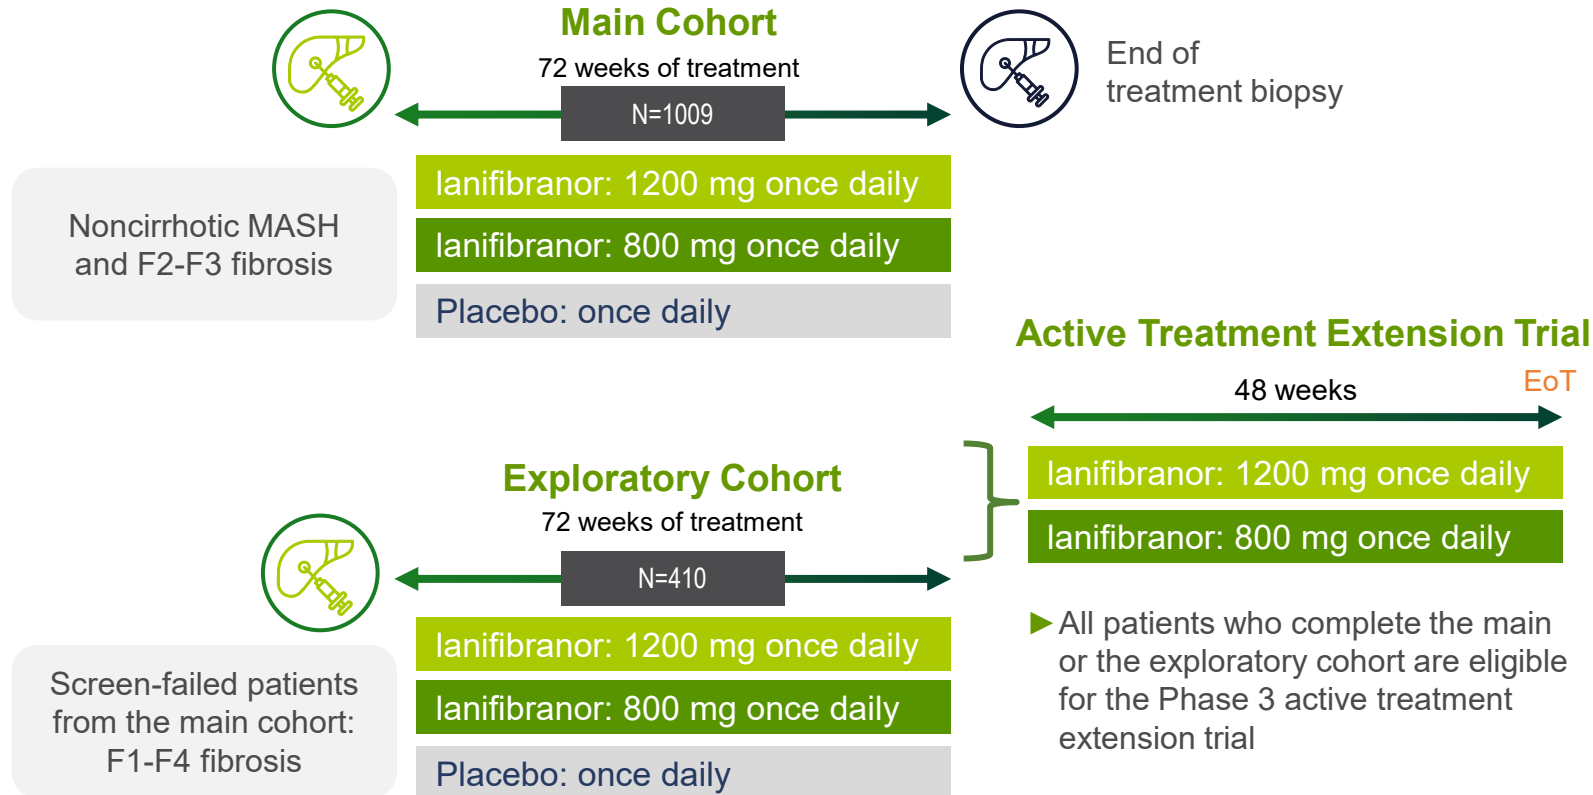 Main Cohort
72 weeks of treatment
N=1009
End of
treatment biopsy
Noncirrhotic MASH
and F2-F3 fibrosis
lanifibranor: 1200 mg once daily
lanifibranor: 800 mg once daily
Placebo: once daily
Active Treatment Extension Trial
48 weeks
EoT
lanifibranor: 1200 mg once daily
lanifibranor: 800 mg once daily
Exploratory Cohort
72 weeks of treatment
N=410
Screen-failed patients
from the main cohort:
F1-F4 fibrosis
lanifibranor: 1200 mg once daily
lanifibranor: 800 mg once daily
Placebo: once daily
►All patients who complete the main
or the exploratory cohort are eligible
for the Phase 3 active treatment
extension trial